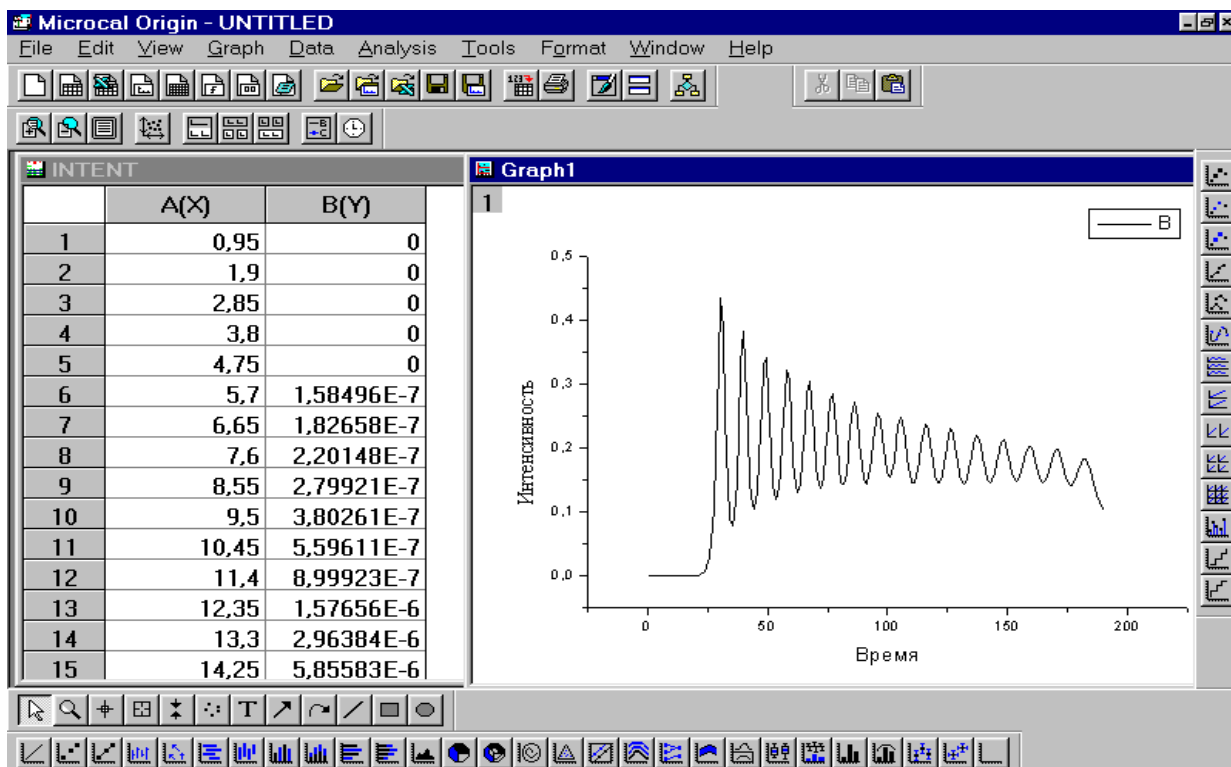 Microcal Origin - UNTITLED
File Edit View Graph Data Analysis Tools Format Window Help
INTENT
A(X) B(Y)
1 0,95 0
2 1,9 0
3 2,85 0
4 3,8 0
5 4,75 0
6 5,7 1,58496E-7
7 6,65 1,82658E-7
8 7,6 2,20148E-7
9 8,55 2,79921E-7
10 9,5 3,80261E-7
11 10,45 5,59611E-7
12 11,4 8,99923E-7
13 12,35 1,57656E-6
14 13,3 2,96384E-6
15 14,25 5,85583E-6
Graph1
1
B
0,5
0,4
0,3
0,2
0,1
0,0
Интенсивность
0 50 100 150 200
Время
T